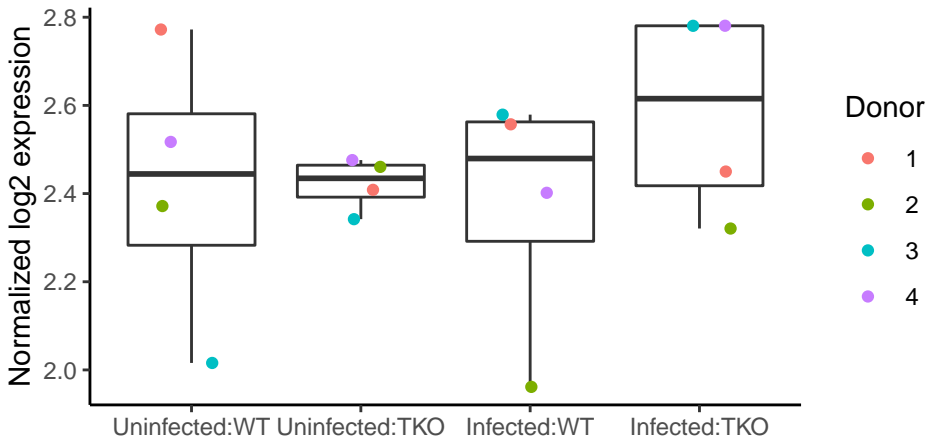 Normalized log2 expression
2.8
2.6
2.4
2.2
2.0
Uninfected:WT
Uninfected:TKO
Infected:WT
Infected:TKO
Donor
1
2
3
4